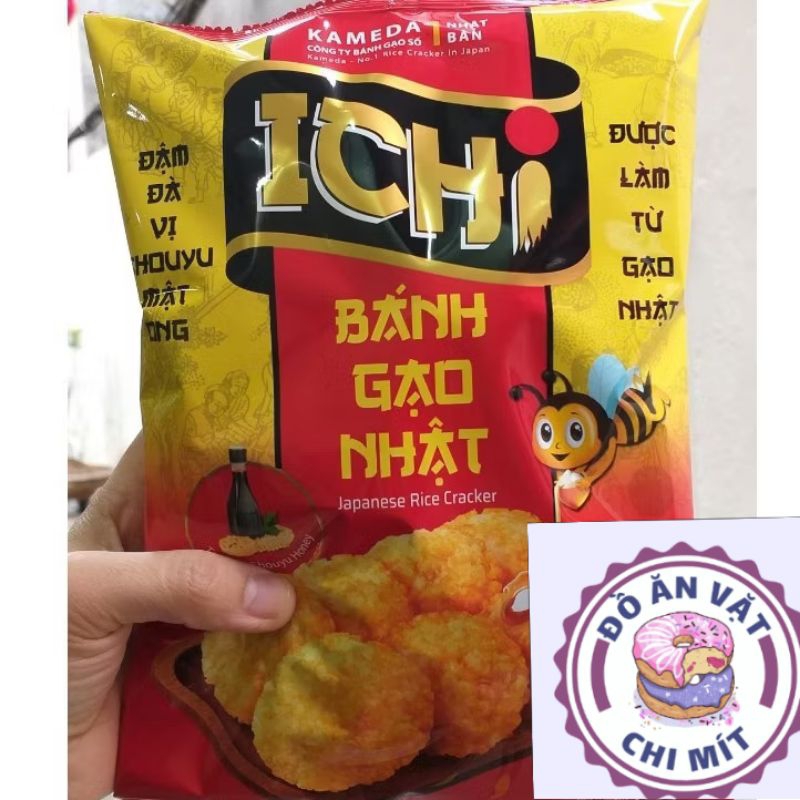 KAMEDA 1 NHẬT BẢN
CÔNG TY BÁNH GẠO SỐ
Kameda - No.1 Rice Cracker in Japan
ICHI
ĐẬM
ĐÀ
VỊ
HOUYU
MẬT
ONG
ĐƯỢC
LÀM
TỪ
GẠO
NHẬT
BÁNH
GẠO
NHẬT
Japanese Rice Cracker
houyu Honey
ĐỒ ĂN VẶT
CHI MÍT